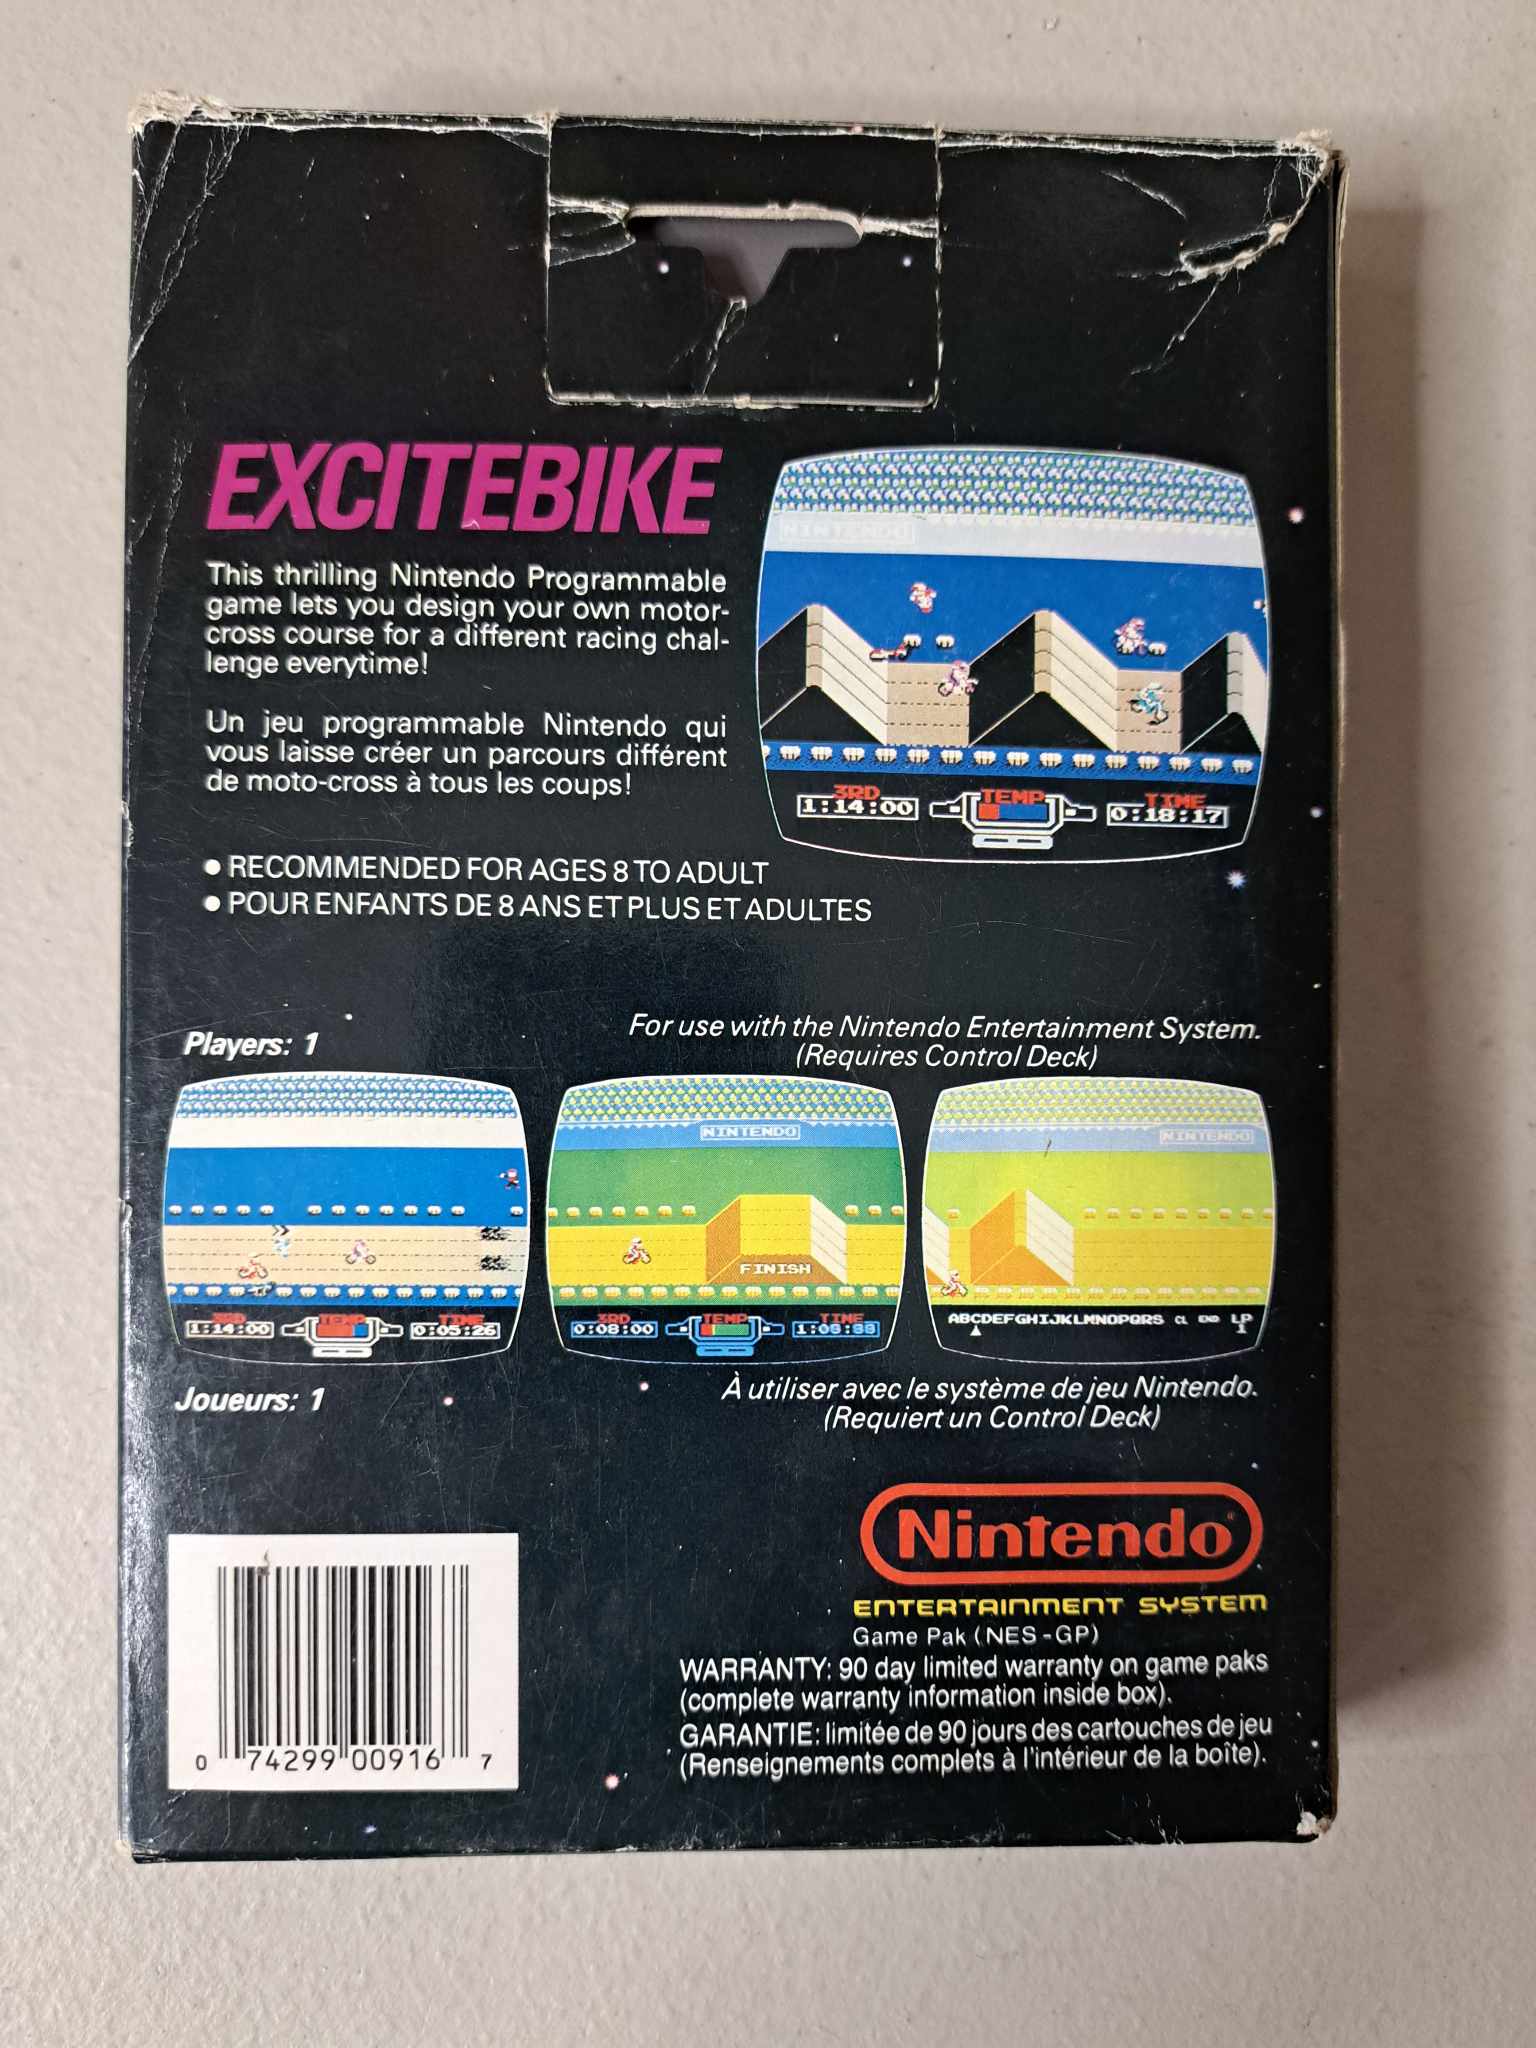 EXCITEBIKE
This thrilling Nintendo Programmable
game lets you design your own motor-
cross course for a different racing chal-
lenge everytime!
Un jeu programmable Nintendo qui
vous laisse créer un parcours différent
de moto-cross à tous les coups!
NINTENDO
3RD TEMP TIME
1:14:00 0:18:17
• RECOMMENDED FOR AGES 8 TO ADULT
• POUR ENFANTS DE 8 ANS ET PLUS ET ADULTES
Players: 1
For use with the Nintendo Entertainment System.
(Requires Control Deck)
3RD TEMP TIME
1:14:00 0:05:26
NINTENDO
FINISH
3RD TEMP TIME
0:08:00
NINTENDO
ABCDEFGHIJKLMNOPQRS CL END LP
1
Joueurs: 1
À utiliser avec le système de jeu Nintendo.
(Requiert un Control Deck)
Nintendo®
ENTERTAINMENT SYSTEM
Game Pak (NES-GP)
WARRANTY: 90 day limited warranty on game paks
(complete warranty information inside box).
GARANTIE: limitée de 90 jours des cartouches de jeu
(Renseignements complets à l'intérieur de la boîte).
0 74299 00916 7